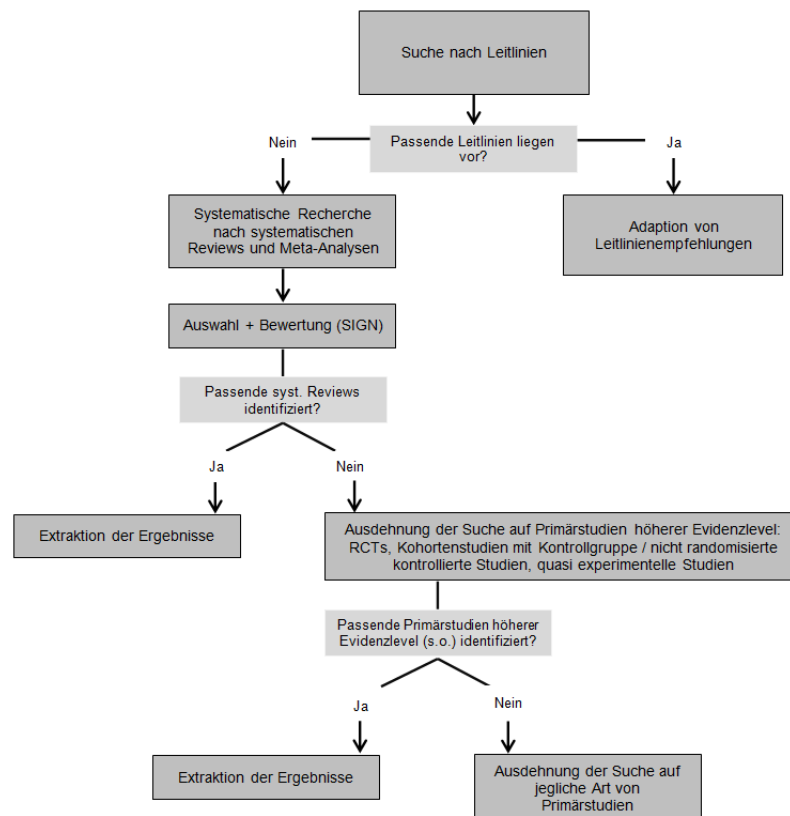 Suche nach Leitlinien
Nein
Passende Leitlinien liegen
vor?
Ja
Systematische Recherche
nach systematischen
Reviews und Meta-Analysen
Adaption von
Leitlinienempfehlungen
Auswahl + Bewertung (SIGN)
Passende syst. Reviews
identifiziert?
Ja
Nein
Extraktion der Ergebnisse
Ausdehnung der Suche auf Primärstudien höherer Evidenzlevel:
RCTs, Kohortenstudien mit Kontrollgruppe / nicht randomisierte
kontrollierte Studien, quasi experimentelle Studien
Passende Primärstudien höherer
Evidenzlevel (s.o.) identifiziert?
Ja
Nein
Extraktion der Ergebnisse
Ausdehnung der Suche auf
jegliche Art von
Primärstudien